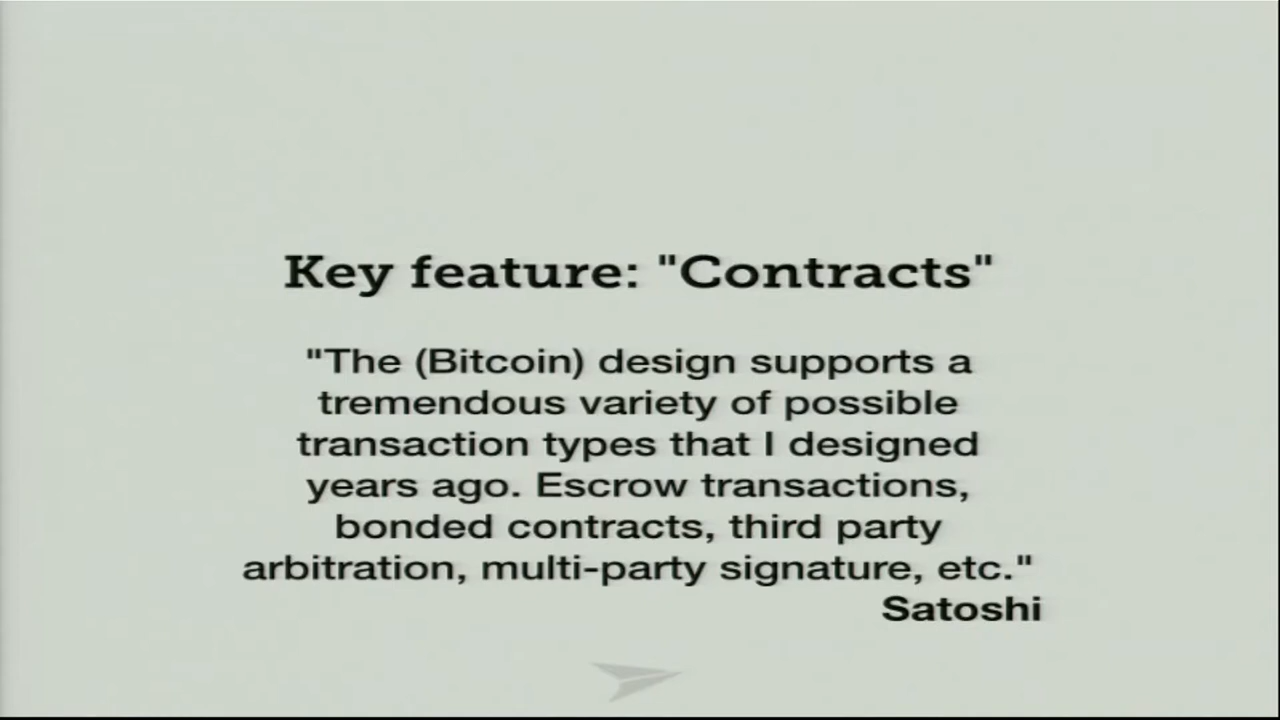 Key feature: "Contracts"
"The (Bitcoin) design supports a
tremendous variety of possible
transaction types that I designed
years ago. Escrow transactions,
bonded contracts, third party
arbitration, multi-party signature, etc."
Satoshi